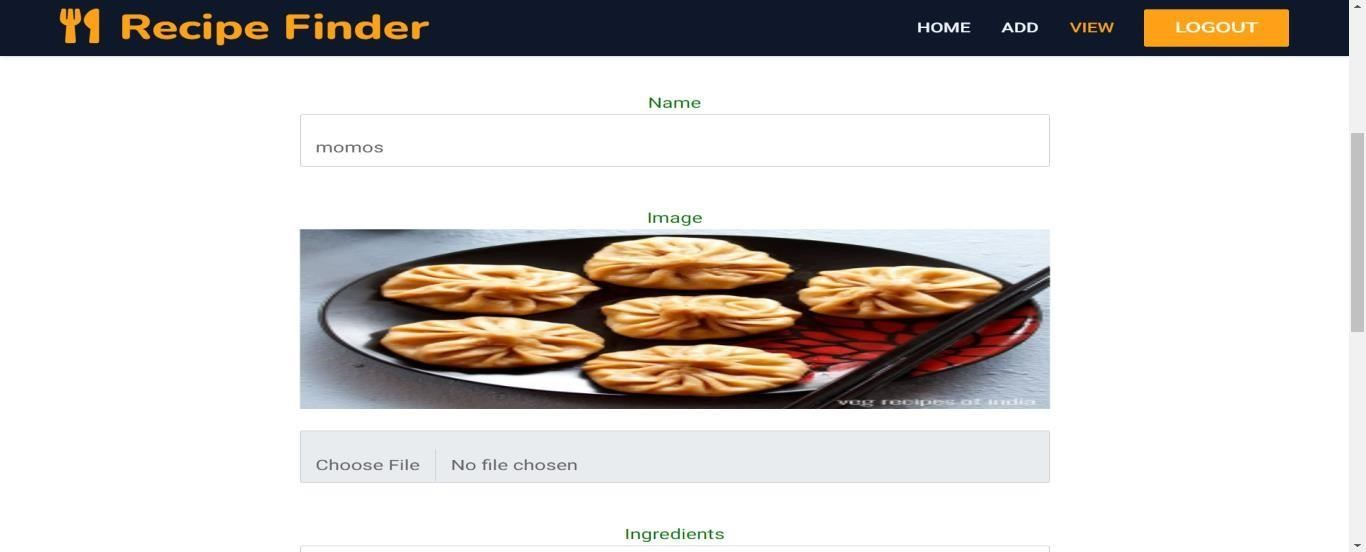 Recipe Finder
HOME ADD VIEW LOGOUT
Name
momos
Image
veg recipes of india
Choose File No file chosen
Ingredients